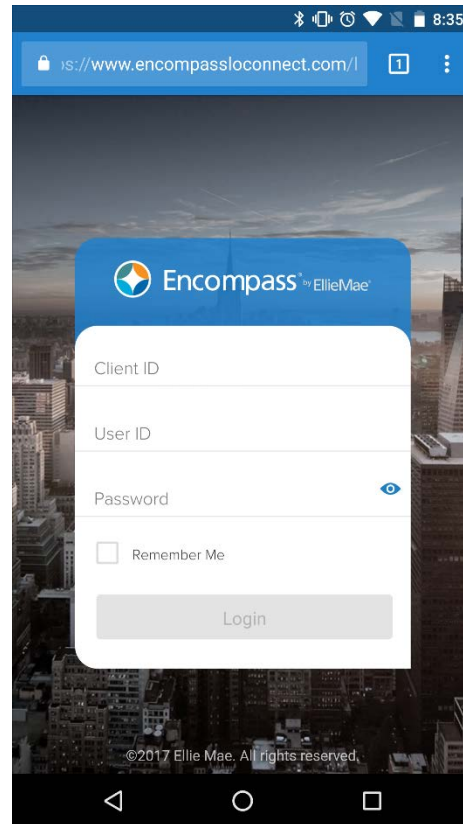 8:35
ps://www.encompassloconnect.com/l
1
Encompass® by EllieMae®
Client ID
User ID
Password
Remember Me
Login
©2017 Ellie Mae. All rights reserved.